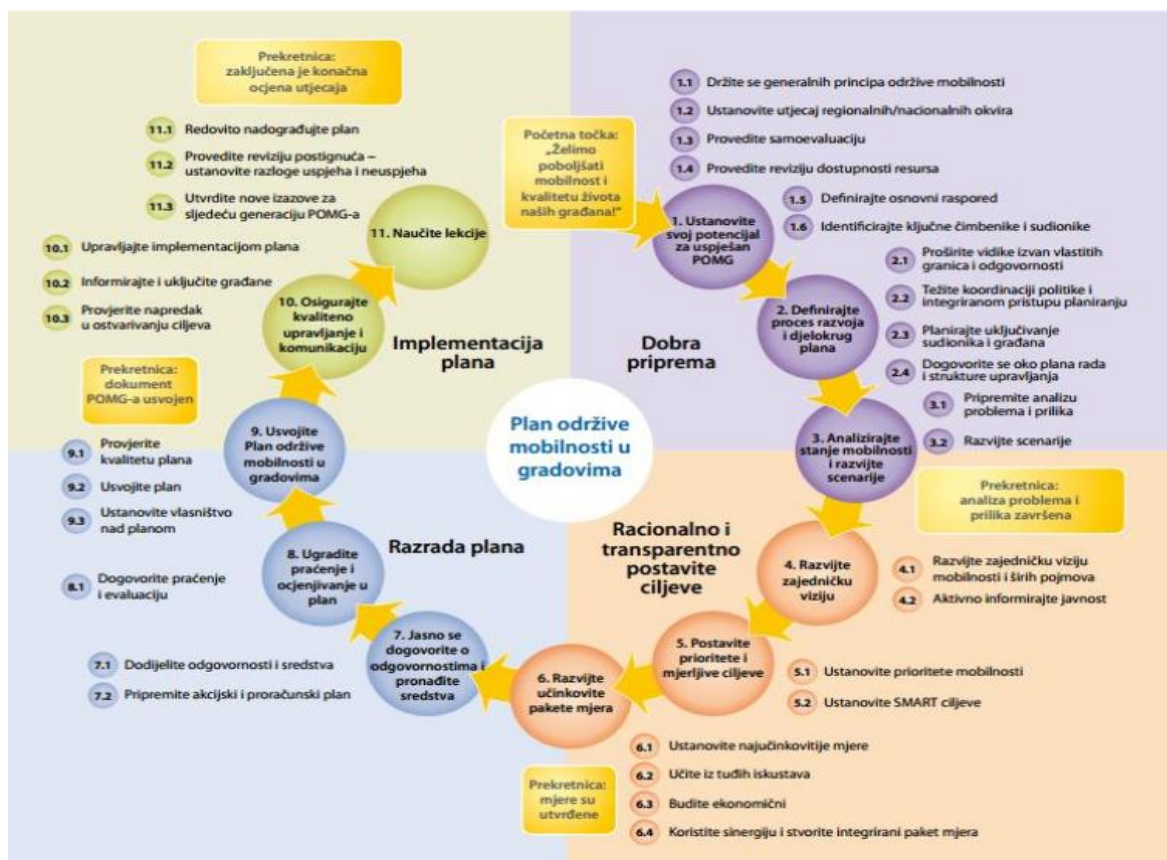 Početna točka:
„Želimo
poboljšati
mobilnost i
kvalitetu života
naših građana!“
1. Ustanovite
svoj potencijal
za uspješan
POMG
1.1 Držite se generalnih principa održive mobilnosti
1.2 Ustanovite utjecaj regionalnih/nacionalnih okvira
1.3 Provedite samoevaluaciju
1.4 Provedite reviziju dostupnosti resursa
1.5 Definirajte osnovni raspored
1.6 Identificirajte ključne čimbenike i sudionike
2. Definirajte
proces razvoja
i djelokrug
plana
2.1 Proširite vidike izvan vlastitih
granica i odgovornosti
2.2 Težite koordinaciji politike i
integriranom pristupu planiranju
2.3 Planirajte uključivanje
sudionika i građana
2.4 Dogovorite se oko plana rada
i strukture upravljanja
Dobra
priprema
3. Analizirajte
stanje mobilnosti
i razvijte
scenarije
3.1 Pripremite analizu
problema i prilika
3.2 Razvijte scenarije
Prekretnica:
analiza problema i
prilika završena
Racionalno i
transparentno
postavite
ciljeve
4. Razvijte
zajedničku
viziju
4.1 Razvijte zajedničku viziju
mobilnosti i širih pojmova
4.2 Aktivno informirajte javnost
5. Postavite
prioritete i
mjerljive ciljeve
5.1 Ustanovite prioritete mobilnosti
5.2 Ustanovite SMART ciljeve
6. Razvijte
učinkovite
pakete mjera
6.1 Ustanovite najučinkovitije mjere
6.2 Učite iz tuđih iskustava
6.3 Budite ekonomični
6.4 Koristite sinergiju i stvorite integrirani paket mjera
Prekretnica:
mjere su
utvrđene
Razrada plana
7. Jasno se
dogovorite o
odgovornostima i
pronađite
sredstva
7.1 Dodijelite odgovornosti i sredstva
7.2 Pripremite akcijski i proračunski plan
8. Ugradite
praćenje i
ocjenjivanje u
plan
8.1 Dogovorite praćenje
i evaluaciju
9. Usvojite
Plan održive
mobilnosti u
gradovima
9.1 Provjerite
kvalitetu plana
9.2 Usvojite plan
9.3 Ustanovite vlasništvo
nad planom
Prekretnica:
dokument
POMG-a usvojen
Implementacija
plana
10. Osigurajte
kvaliteno
upravljanje i
komunikaciju
10.1 Upravljajte implementacijom plana
10.2 Informirajte i uključite građane
10.3 Provjerite napredak
u ostvarivanju ciljeva
11. Naučite lekcije
11.1 Redovito nadograđujte plan
11.2 Provedite reviziju postignuća –
ustanovite razloge uspjeha i neuspjeha
11.3 Utvrdite nove izazove za
sljedeću generaciju POMG-a
Prekretnica:
zaključena je konačna
ocjena utjecaja
Plan održive
mobilnosti u
gradovima